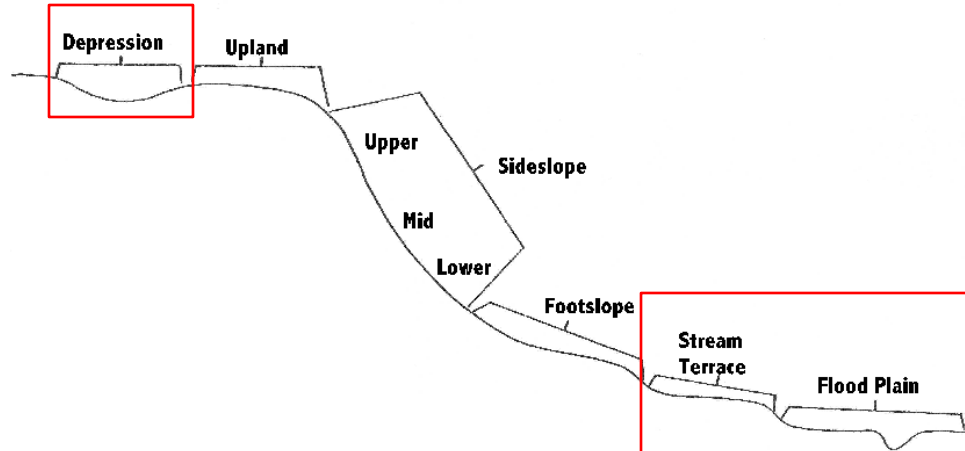 Depression
Upland
Upper
Sideslope
Mid
Lower
Footslope
Stream
Terrace
Flood Plain